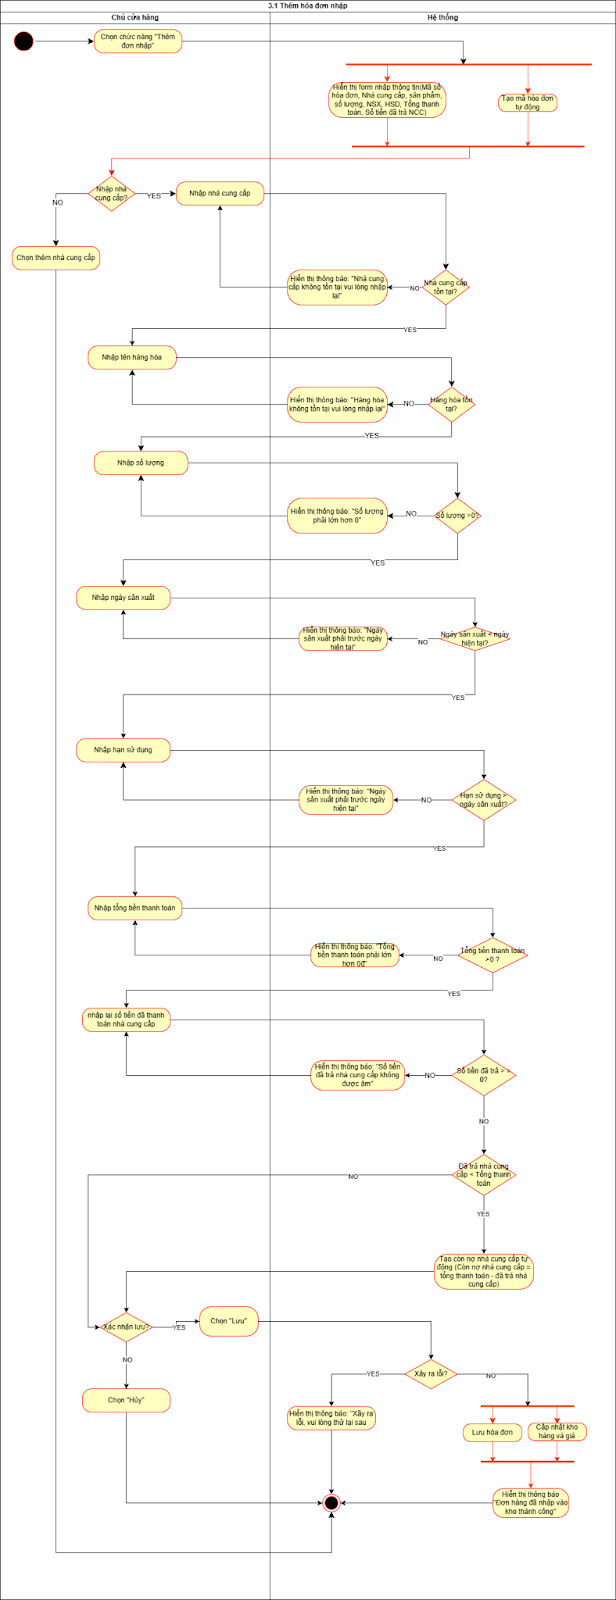 3.1 Thêm hóa đơn nhập
Chủ cửa hàng
Hệ thống
Chọn chức năng "Thêm
đơn nhập"
Hiển thị form nhập thông tin(Mã số
hóa đơn, Nhà cung cấp, sản phẩm,
số lượng, NSX, HSD, Tổng thanh
toán, Số tiền đã trả NCC)
Tạo mã hóa đơn
tự động
Nhập nhà
cung cấp?
NO
YES
Nhập nhà cung cấp
Chọn thêm nhà cung cấp
Hiển thị thông báo: "Nhà cung
cấp không tồn tại vui lòng nhập
lại"
NO
Nhà cung cấp
tồn tại?
YES
Nhập tên hàng hóa
Hiển thị thông báo: "Hàng hóa
không tồn tại vui lòng nhập lại"
NO
Hàng hóa tồn
tại?
YES
Nhập số lượng
Hiển thị thông báo: "Số lượng
phải lớn hơn 0"
NO
Số lượng >0?
YES
Nhập ngày sản xuất
Hiển thị thông báo: "Ngày
sản xuất phải trước ngày
hiện tại"
NO
Ngày sản xuất < ngày
hiện tại?
YES
Nhập hạn sử dụng
Hiển thị thông báo: "Ngày
sản xuất phải trước ngày
hiện tại"
NO
Hạn sử dụng >
ngày sản xuất?
YES
Nhập tổng tiền thanh toán
Hiển thị thông báo: "Tổng
tiền thanh toán phải lớn
hơn 0đ"
NO
Tổng tiền thanh toán
>0 ?
YES
nhập lại số tiền đã thanh
toán nhà cung cấp
Hiển thị thông báo: "Số tiền
đã trả nhà cung cấp không
được âm"
NO
Số tiền đã trả > =
0?
NO
Đã trả nhà cung
cấp < Tổng thanh
toán
NO
YES
Tạo còn nợ nhà cung cấp tự
động (Còn nợ nhà cung cấp =
tổng thanh toán - đã trả nhà
cung cấp)
Xác nhận lưu?
YES
Chọn "Lưu"
NO
Chọn "Hủy"
Xảy ra lỗi?
YES
NO
Hiển thị thông báo: "Xảy ra
lỗi, vui lòng thử lại sau
Lưu hóa đơn
Cập nhật kho
hàng và giá
Hiển thị thông báo
"Đơn hàng đã nhập vào
kho thành công"